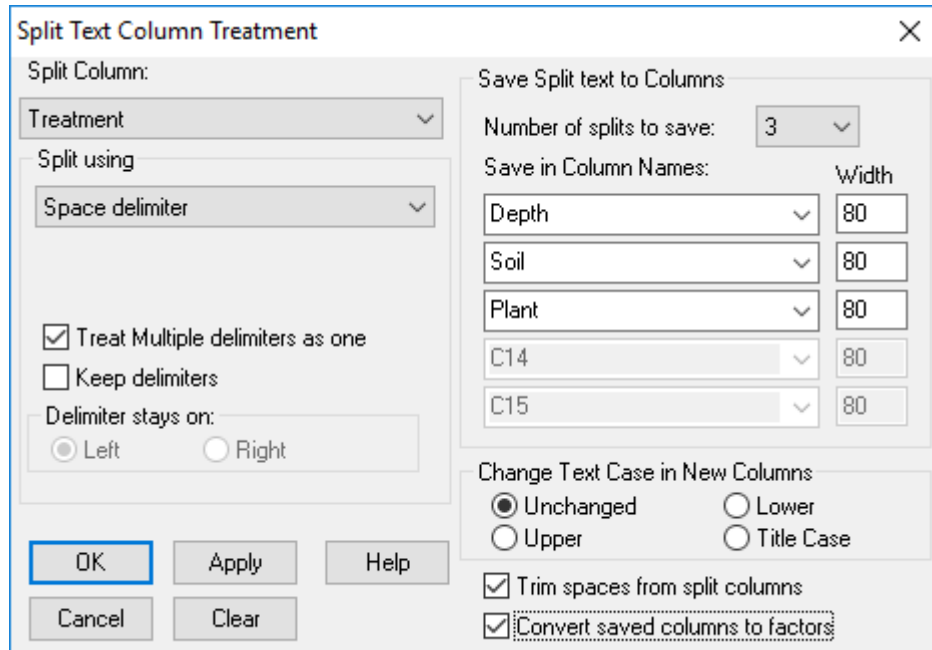 Split Text Column Treatment
Split Column:
Treatment
Split using
Space delimiter
Treat Multiple delimiters as one
Keep delimiters
Delimiter stays on:
Left Right
OK Apply Help
Cancel Clear
Save Split text to Columns
Number of splits to save: 3
Save in Column Names: Width
Depth 80
Soil 80
Plant 80
C14 80
C15 80
Change Text Case in New Columns
Unchanged Lower
Upper Title Case
Trim spaces from split columns
Convert saved columns to factors